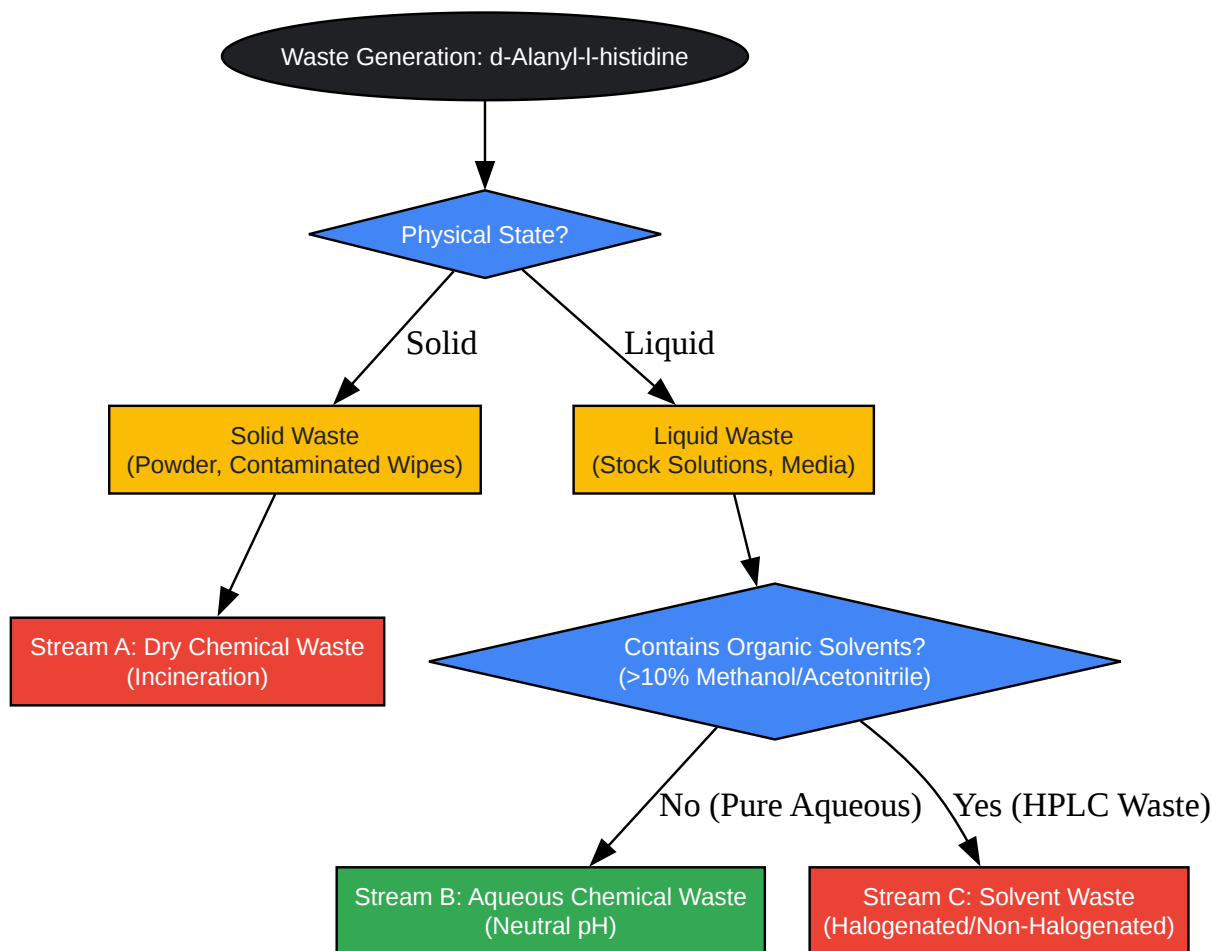 Waste Generation: d-Alanyl-l-histidine
Physical State?
Solid
Liquid
Solid Waste
(Powder, Contaminated Wipes)
Liquid Waste
(Stock Solutions, Media)
Stream A: Dry Chemical Waste
(Incineration)
Contains Organic Solvents?
(>10% Methanol/Acetonitrile)
No (Pure Aqueous)
Yes (HPLC Waste)
Stream B: Aqueous Chemical Waste
(Neutral pH)
Stream C: Solvent Waste
(Halogenated/Non-Halogenated)